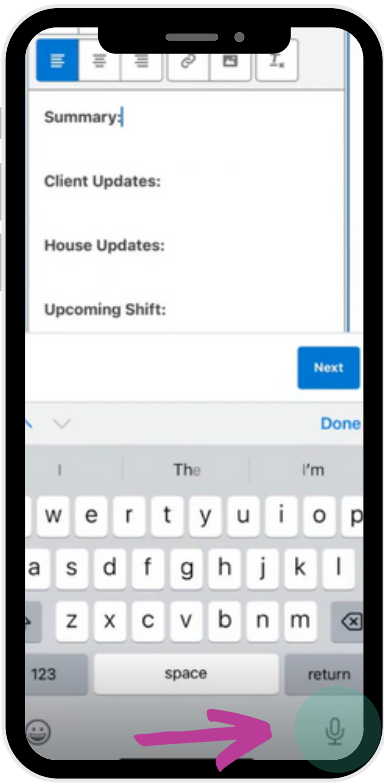 Summary:
Client Updates:
House Updates:
Upcoming Shift:
Next
Done
I The I'm
w e r t y u i o p
a s d f g h j k l
z x c v b n m
123 space return